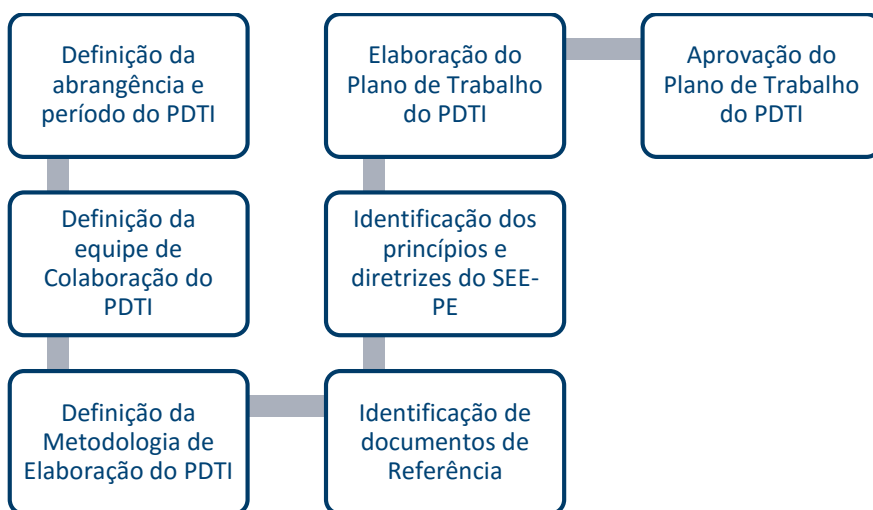 Definição da
abrangência e
período do PDTI
Definição da
equipe de
Colaboração do
PDTI
Definição da
Metodologia de
Elaboração do PDTI
Identificação de
documentos de
Referência
Identificação dos
princípios e
diretrizes do SEE-
PE
Elaboração do
Plano de Trabalho
do PDTI
Aprovação do
Plano de Trabalho
do PDTI